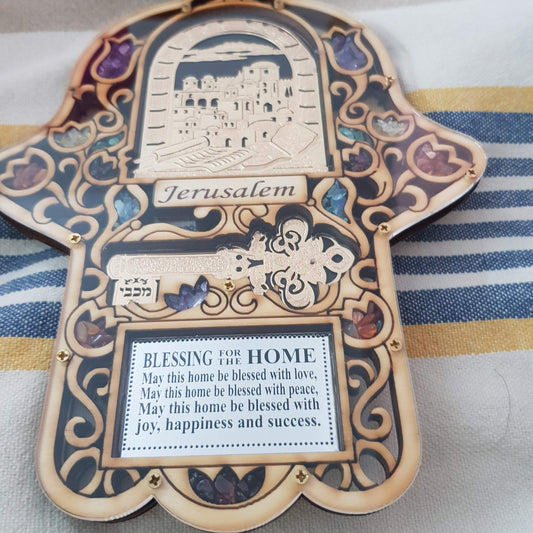 Jerusalem
מכבי
BLESSING FOR THE HOME
May this home be blessed with love,
May this home be blessed with peace,
May this home be blessed with
joy, happiness and success.